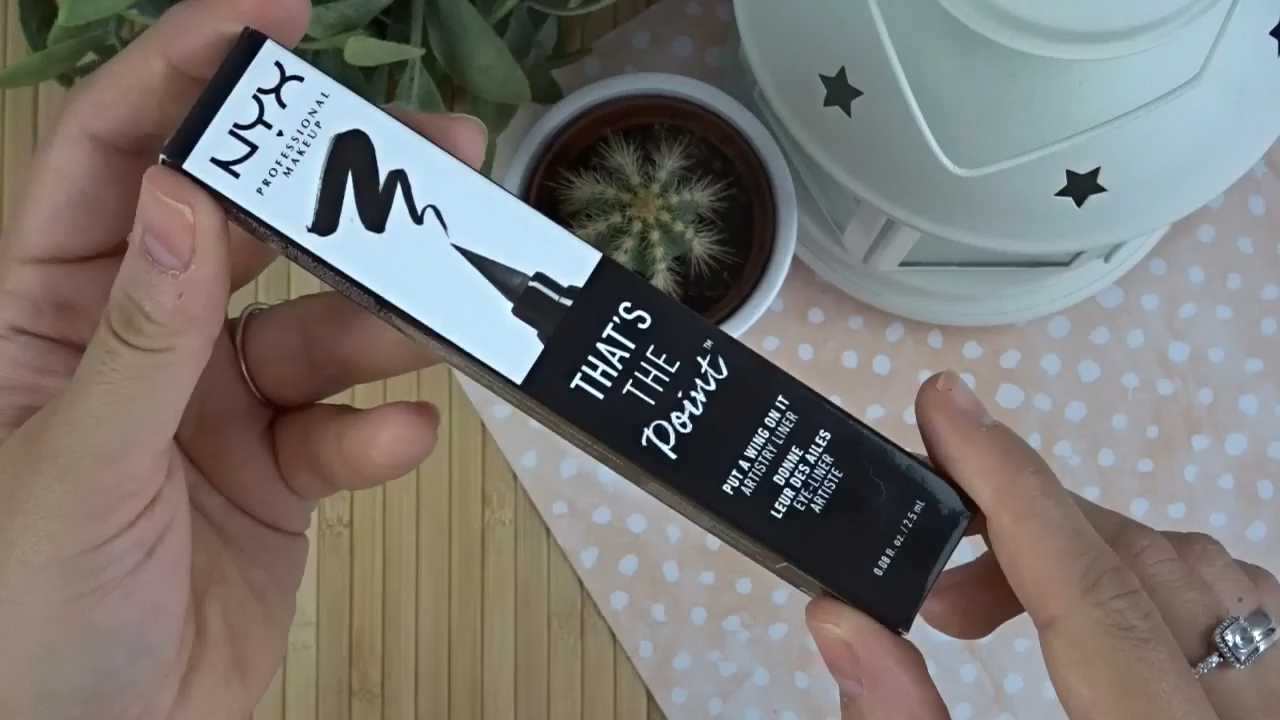 NYX
PROFESSIONAL
MAKEUP
THAT'S
THE
Point™
PUT A WING ON IT
ARTISTRY LINER
DONNE
LEUR DES AILES
EYE-LINER
ARTISTE
0.08 fl. oz. / 2.5 mL